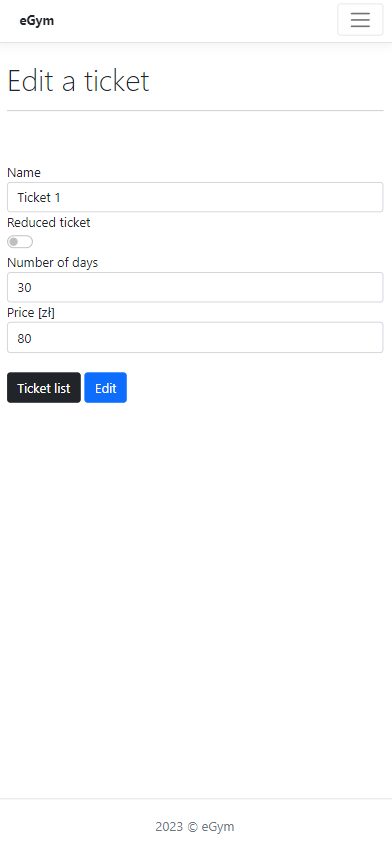 eGym
Edit a ticket
Name
Ticket 1
Reduced ticket
Number of days
30
Price [zł]
80
Ticket list Edit
2023 © eGym